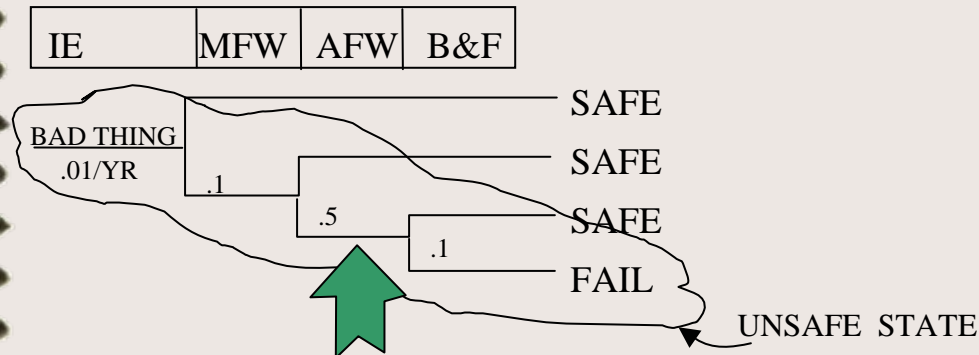 IE MFW AFW B&F
SAFE
BAD THING
.01/YR
SAFE
.1
.5
SAFE
.1
FAIL
UNSAFE STATE